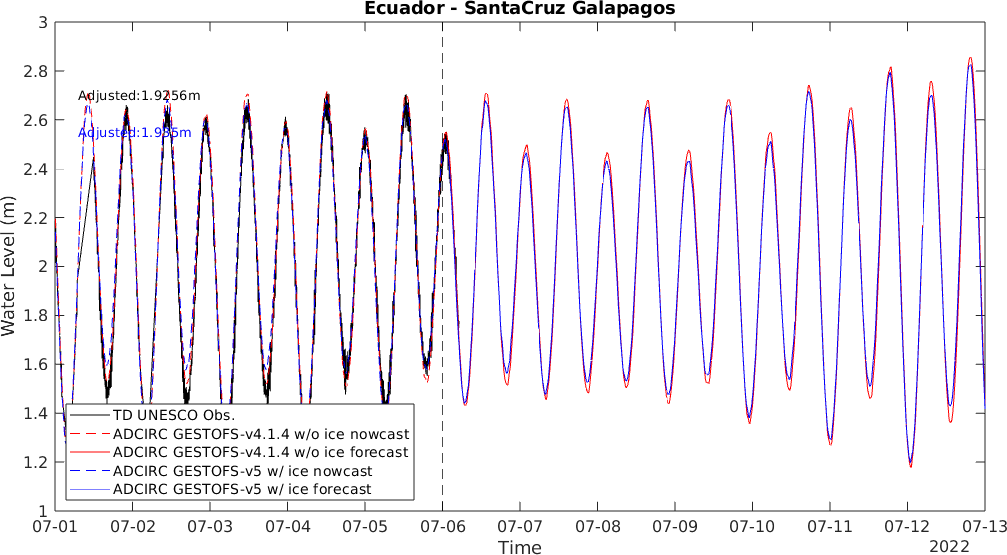 Ecuador - SantaCruz Galapagos
3
2.8
2.6
2.4
2.2
2
1.8
1.6
1.4
1.2
1
Water Level (m)
Adjusted:1.9256m
Adjusted:1.935m
TD UNESCO Obs.
ADCIRC GESTOFS-v4.1.4 w/o ice nowcast
ADCIRC GESTOFS-v4.1.4 w/o ice forecast
ADCIRC GESTOFS-v5 w/ ice nowcast
ADCIRC GESTOFS-v5 w/ ice forecast
07-01 07-02 07-03 07-04 07-05 07-06 07-07 07-08 07-09 07-10 07-11 07-12 07-13
Time
2022